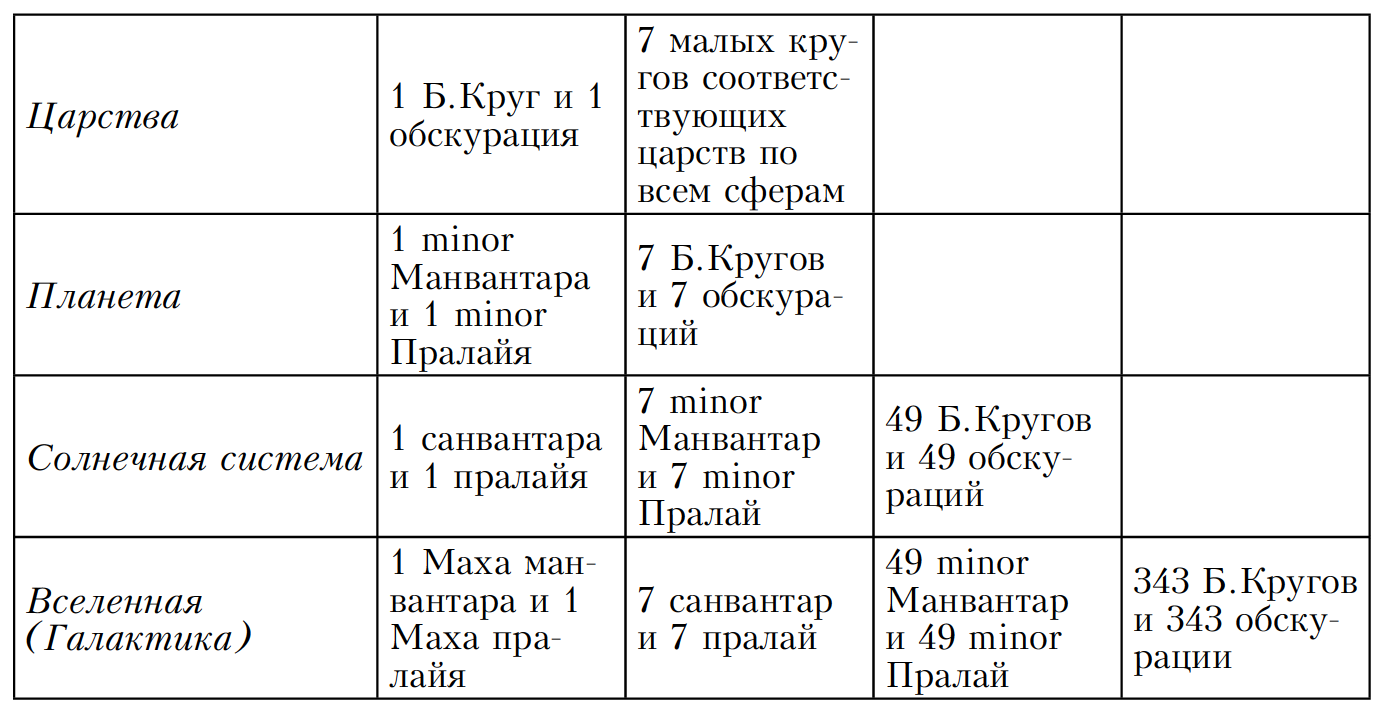 Царства
1 Б.Круг и 1
обскурация
7 малых кру-
гов соответс-
твующих
царств по
всем сферам
Планета
1 minor
Манвантара
и 1 minor
Пралайя
7 Б.Кругов
и 7 обскура-
ций
Солнечная система
1 санвантара
и 1 пралайя
7 minor
Манвантар
и 7 minor
Пралай
49 Б.Кругов
и 49 обску-
раций
Вселенная
(Галактика)
1 Маха ман-
вантара и 1
Маха пра-
лайя
7 санвантар
и 7 пралай
49 minor
Манвантар
и 49 minor
Пралай
343 Б.Кругов
и 343 обску-
рации